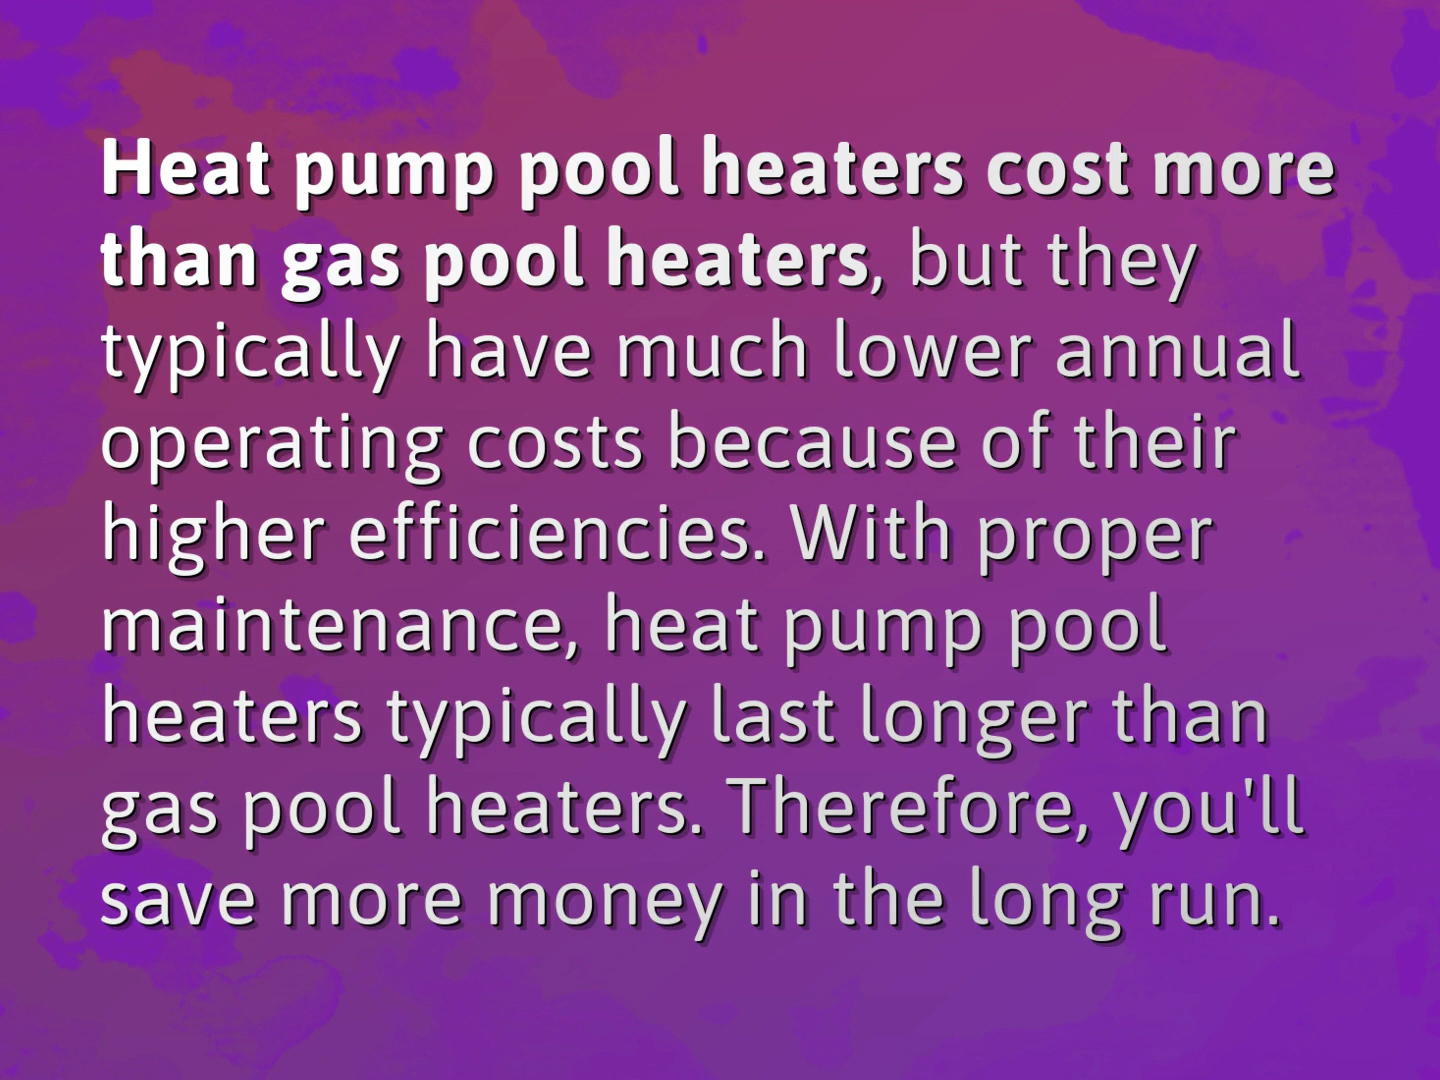 Heat pump pool heaters cost more
than gas pool heaters, but they
typically have much lower annual
operating costs because of their
higher efficiencies. With proper
maintenance, heat pump pool
heaters typically last longer than
gas pool heaters. Therefore, you'll
save more money in the long run.